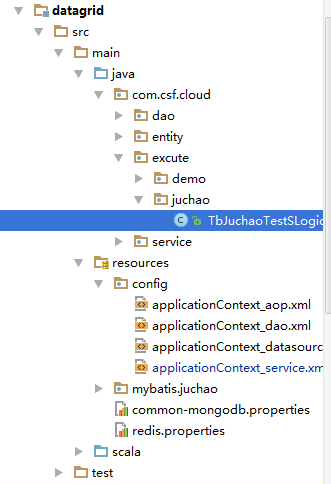 datagrid
src
main
java
com.csf.cloud
dao
entity
excute
demo
juchao
TbJuchaoTestSLogic
service
resources
config
applicationContext_aop.xml
applicationContext_dao.xml
applicationContext_datasourc
applicationContext_service.xm
mybatis.juchao
common-mongodb.properties
redis.properties
scala
test